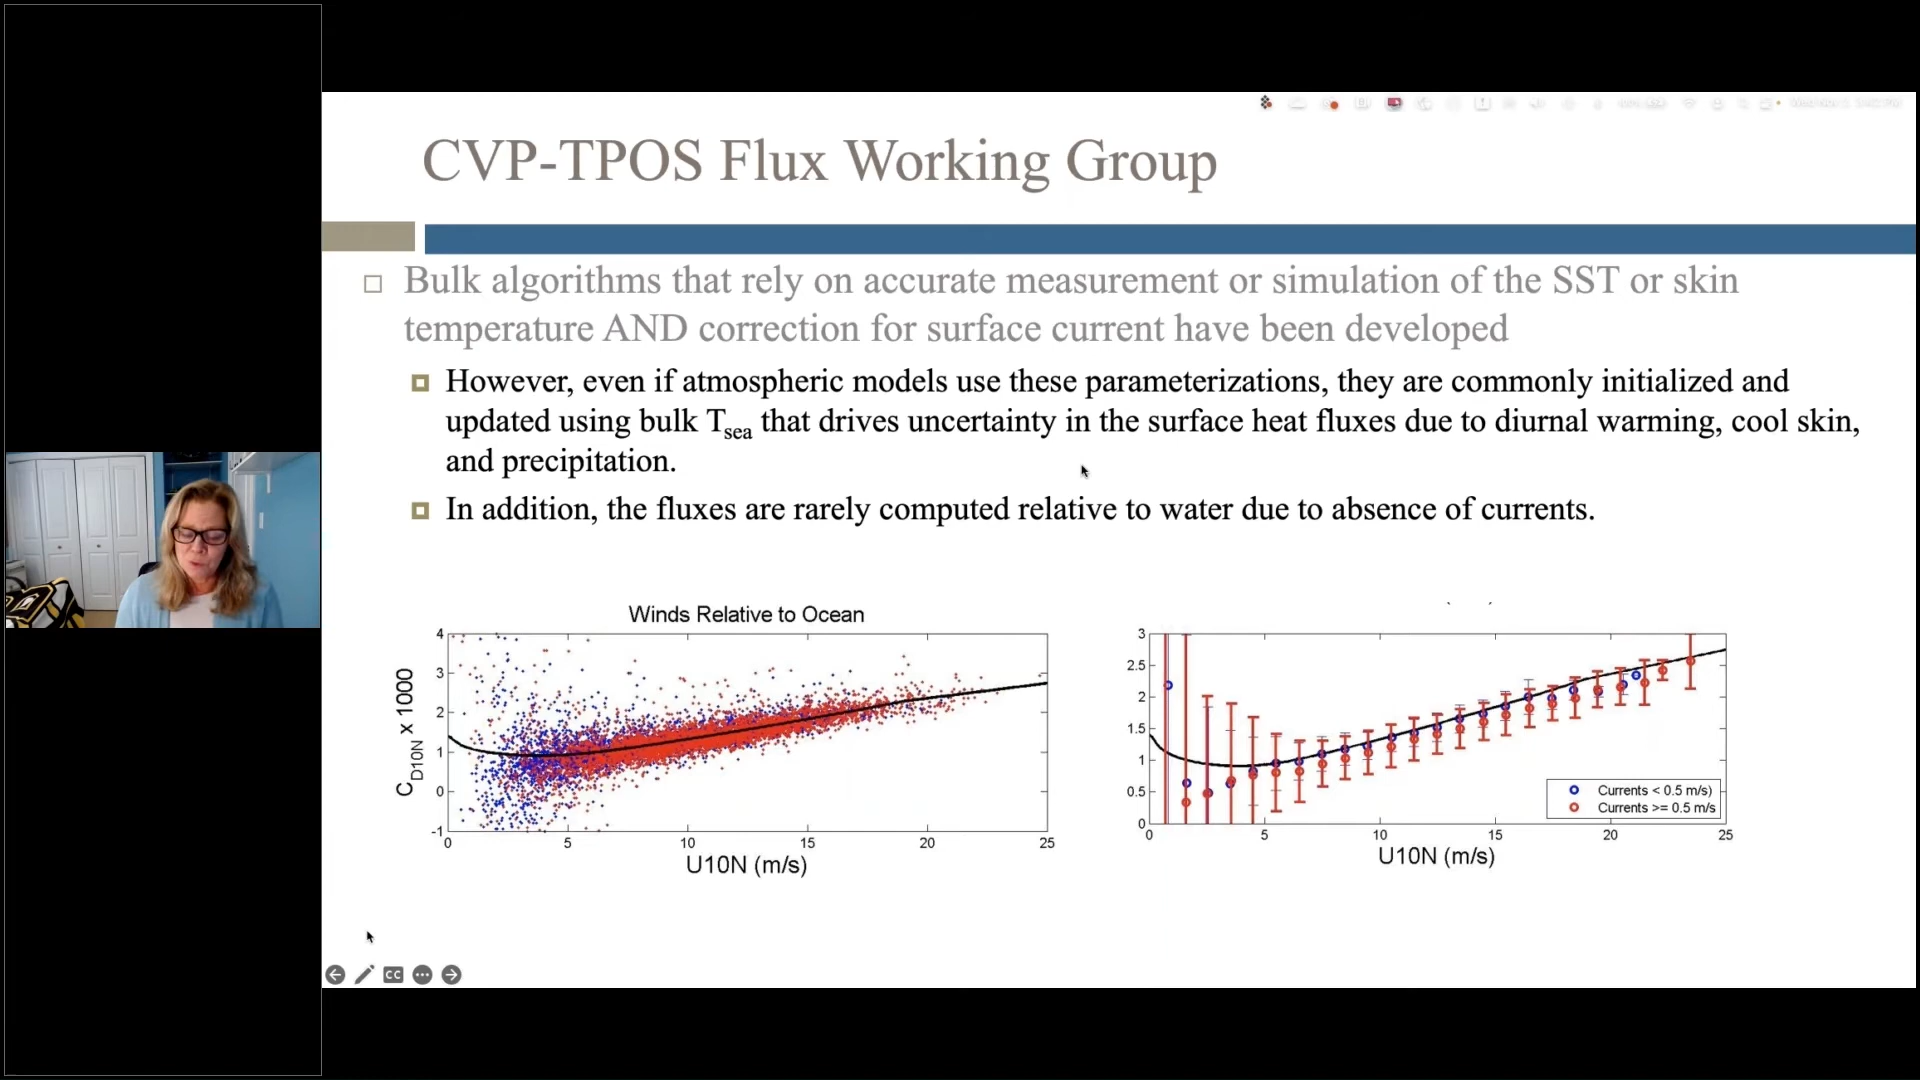 CVP-TPOS Flux Working Group
Bulk algorithms that rely on accurate measurement or simulation of the SST or skin
temperature AND correction for surface current have been developed
However, even if atmospheric models use these parameterizations, they are commonly initialized and
updated using bulk Tsea that drives uncertainty in the surface heat fluxes due to diurnal warming, cool skin,
and precipitation.
In addition, the fluxes are rarely computed relative to water due to absence of currents.
Winds Relative to Ocean
4
3
2
1
0
-1
CD10N x 1000
0 5 10 15 20 25
U10N (m/s)
3
2.5
2
1.5
1
0.5
0
Currents < 0.5 m/s)
Currents >= 0.5 m/s
0 5 10 15 20 25
U10N (m/s)
CC